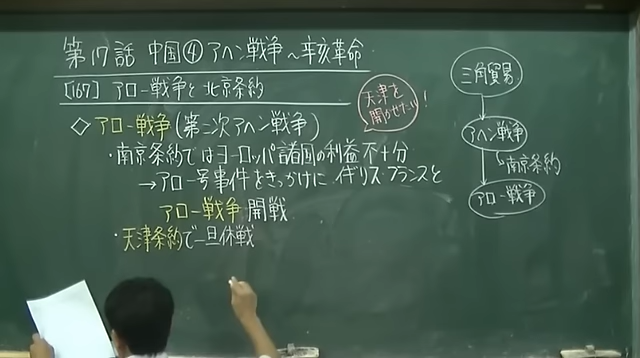 第17話 中国④ アヘン戦争～辛亥革命
[167] アロー戦争と北京条約
天津を
開かせたい!
◇アロー戦争(第二次アヘン戦争)
・南京条約ではヨーロッパ諸国の利益不十分
→アロー号事件をきっかけに イギリス・フランスと
アロー戦争 開戦
・天津条約で一旦休戦
三角貿易
アヘン戦争
南京条約
アロー戦争